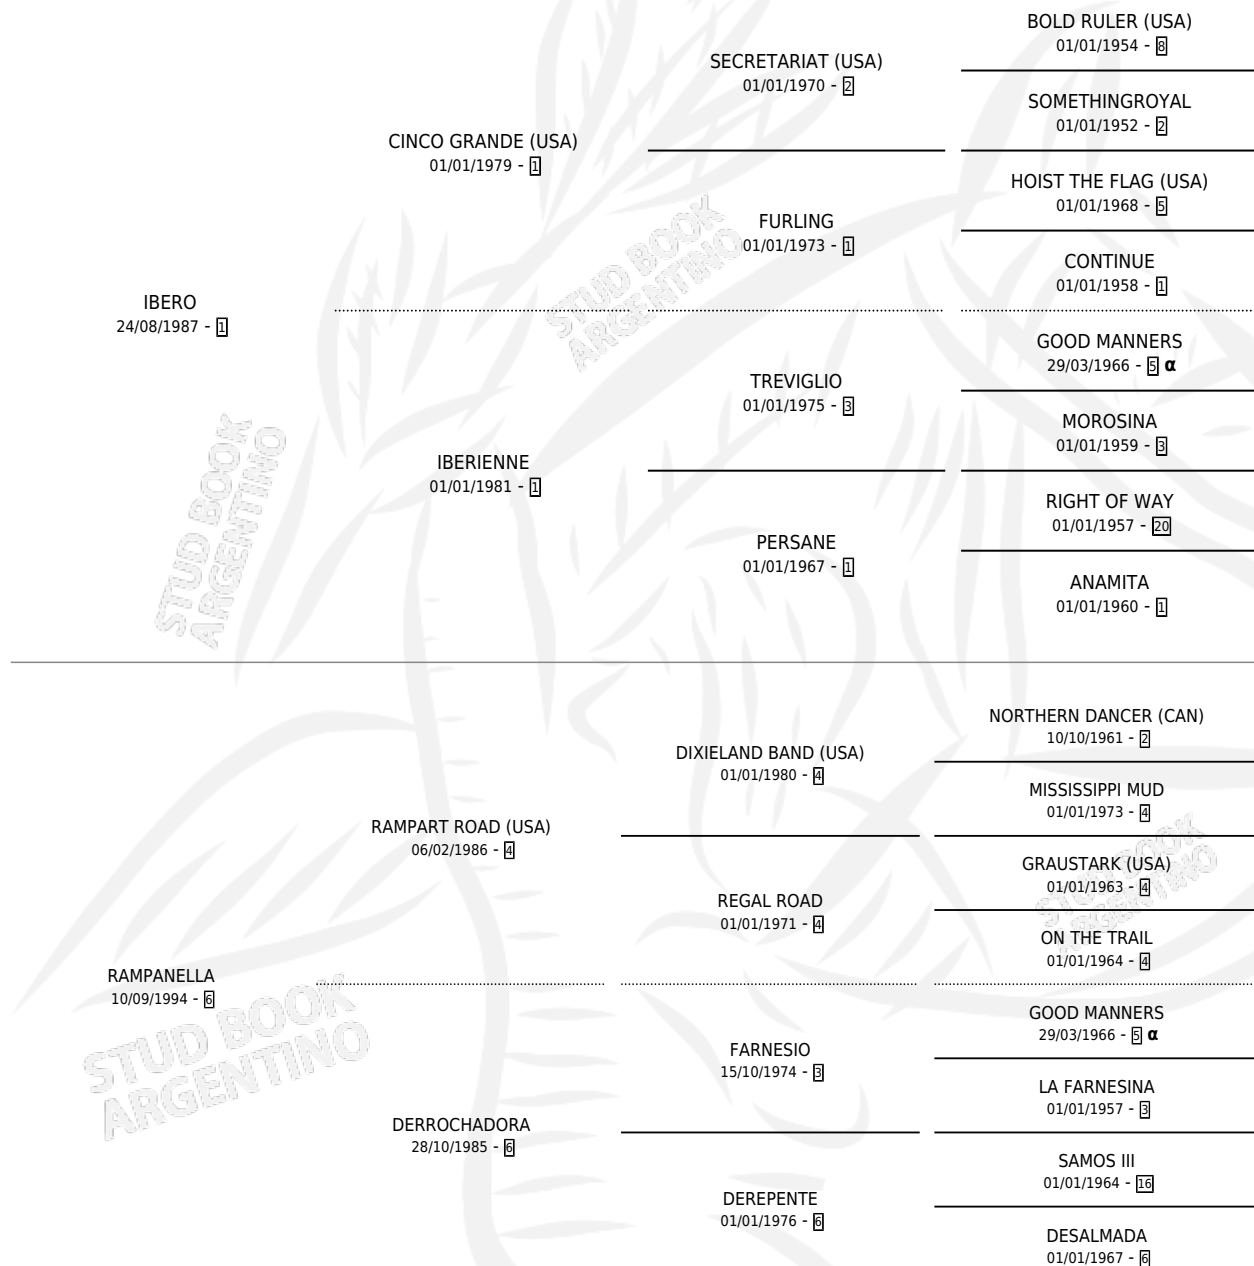 BOLD RULER (USA)
01/01/1954 - 8
SECRETARIAT (USA)
01/01/1970 - 2
SOMETHINGROYAL
01/01/1952 - 2
CINCO GRANDE (USA)
01/01/1979 - 1
HOIST THE FLAG (USA)
01/01/1968 - 5
FURLING
01/01/1973 - 1
CONTINUE
01/01/1958 - 1
IBERO
24/08/1987 - 1
GOOD MANNERS
29/03/1966 - 5 α
TREVIGLIO
01/01/1975 - 3
MOROSINA
01/01/1959 - 3
IBERIENNE
01/01/1981 - 1
RIGHT OF WAY
01/01/1957 - 20
PERSANE
01/01/1967 - 1
ANAMITA
01/01/1960 - 1
NORTHERN DANCER (CAN)
10/10/1961 - 2
DIXIELAND BAND (USA)
01/01/1980 - 4
MISSISSIPPI MUD
01/01/1973 - 4
RAMPART ROAD (USA)
06/02/1986 - 4
GRAUSTARK (USA)
01/01/1963 - 4
REGAL ROAD
01/01/1971 - 4
ON THE TRAIL
01/01/1964 - 4
RAMPANELLA
10/09/1994 - 6
GOOD MANNERS
29/03/1966 - 5 α
FARNESIO
15/10/1974 - 3
LA FARNESINA
01/01/1957 - 3
DERROCHADORA
28/10/1985 - 6
SAMOS III
01/01/1964 - 16
DEREPENTE
01/01/1976 - 6
DESALMADA
01/01/1967 - 6
STUD BOOK
ARGENTINO
STUD BOOK
ARGENTINO
STUD BOOK
ARGENTINO
STUD BOOK
ARGENTINO